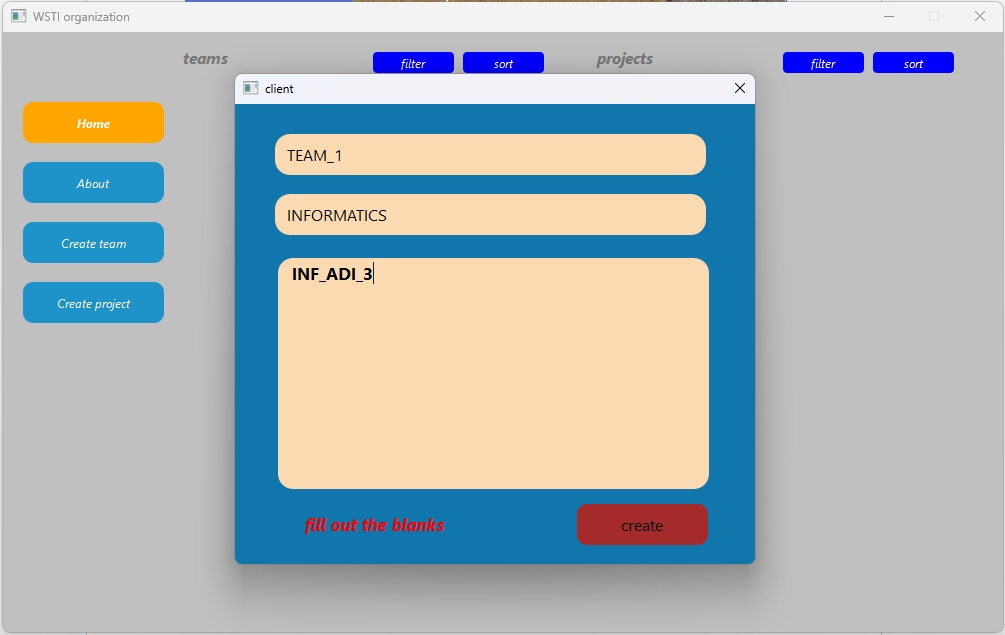 WSTI organization
teams
filter
sort
projects
filter
sort
Home
About
Create team
Create project
client
TEAM_1
INFORMATICS
INF_ADI_3
fill out the blanks
create